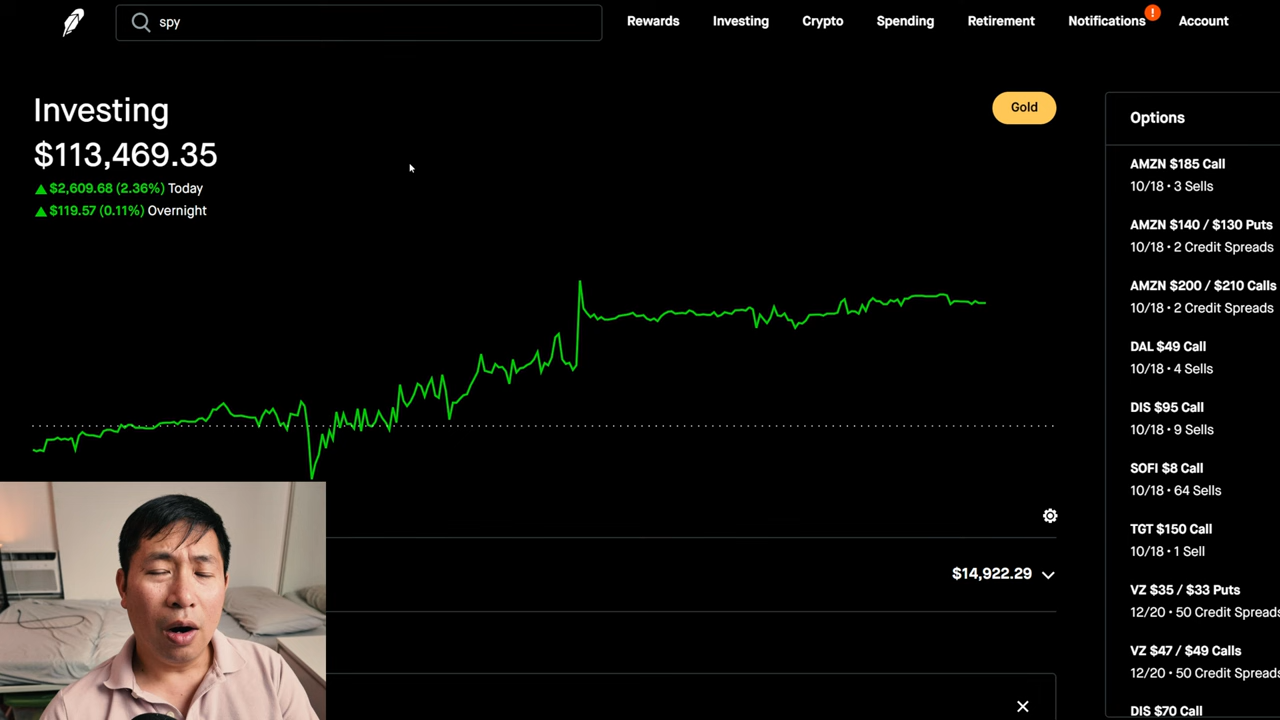 spy
Rewards
Investing
Crypto
Spending
Retirement
Notifications
!
Account
Investing
$113,469.35
$2,609.68 (2.36%) Today
$119.57 (0.11%) Overnight
Gold
$14,922.29
Options
AMZN $185 Call
10/18 • 3 Sells
AMZN $140 / $130 Puts
10/18 • 2 Credit Spreads
AMZN $200 / $210 Calls
10/18 • 2 Credit Spreads
DAL $49 Call
10/18 • 4 Sells
DIS $95 Call
10/18 • 9 Sells
SOFI $8 Call
10/18 • 64 Sells
TGT $150 Call
10/18 • 1 Sell
VZ $35 / $33 Puts
12/20 • 50 Credit Spreads
VZ $47 / $49 Calls
12/20 • 50 Credit Spreads
DIS $70 Call